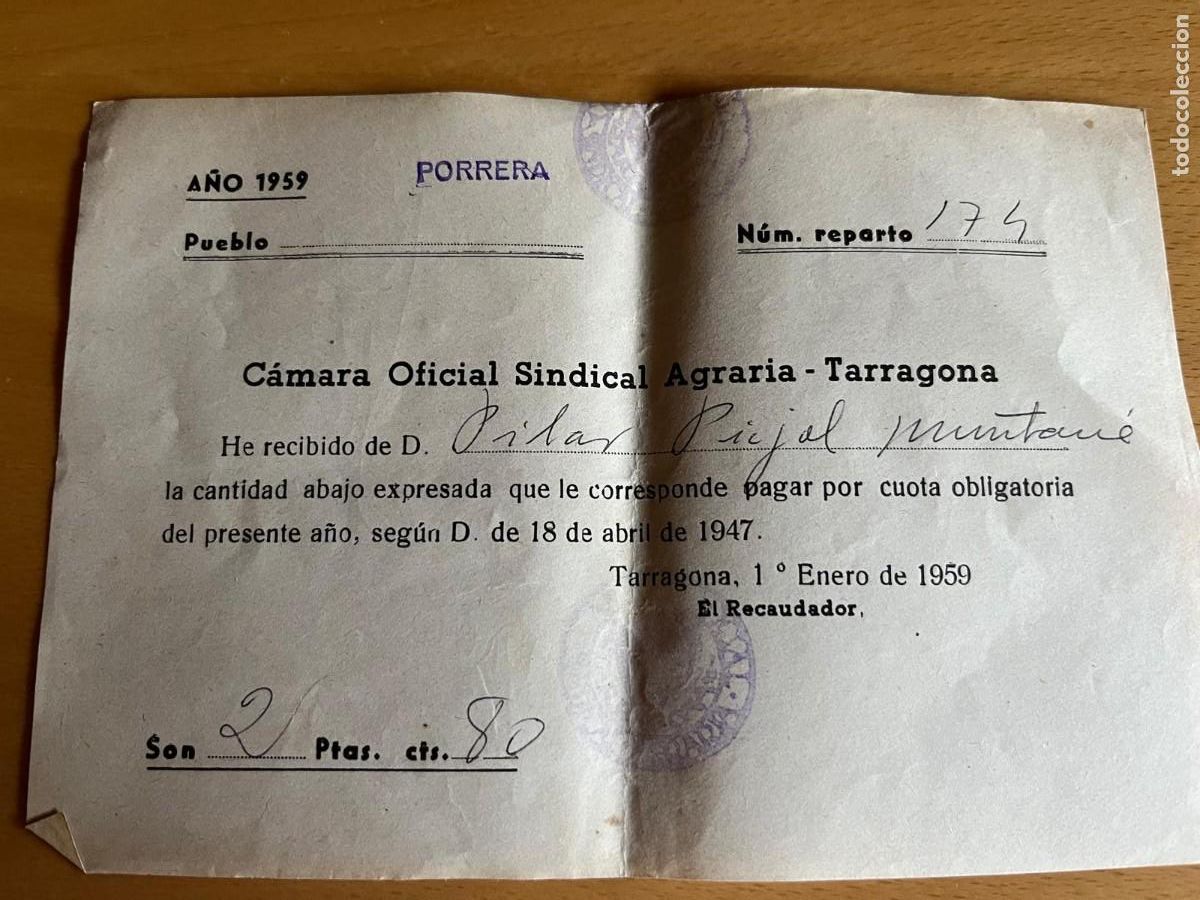 todocoleccion
AÑO 1959 PORRERA
Pueblo Núm. reparto 174
Cámara Oficial Sindical Agraria - Tarragona
He recibido de D. Pilar Pujol Muntané
la cantidad abajo expresada que le corresponde pagar por cuota obligatoria
del presente año, según D. de 18 de abril de 1947.
Tarragona, 1 º Enero de 1959
El Recaudador,
Son 2 Ptas. cts. 80